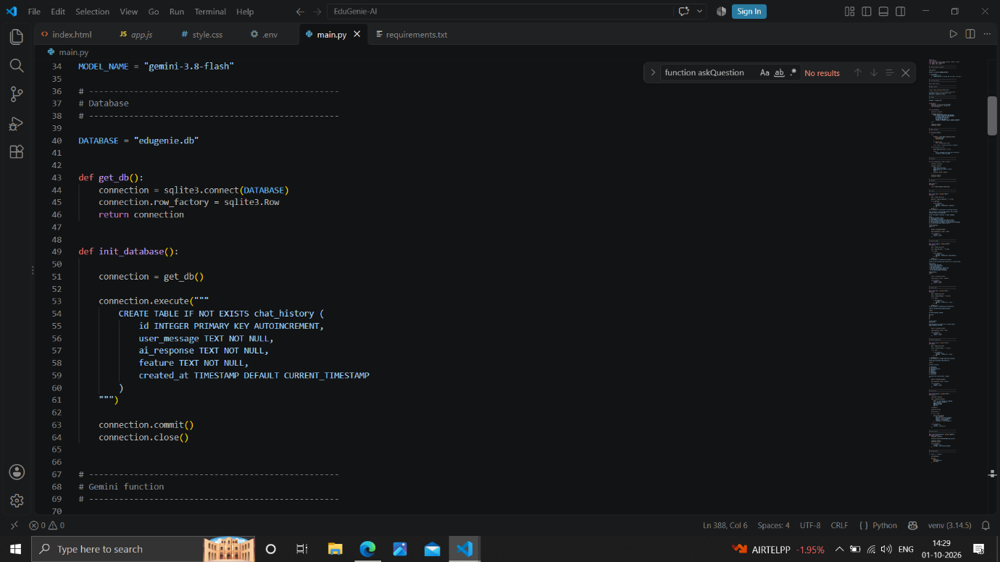 File Edit Selection View Go Run Terminal Help
EduGenie-AI
Sign In
index.html
JS app.js
# style.css
.env
main.py
requirements.txt
main.py
function askQuestion Aa ab .* No results
34 MODEL_NAME = "gemini-3.8-flash"
35
36 # --------------------------------------------------
37 # Database
38 # --------------------------------------------------
39
40 DATABASE = "edugenie.db"
41
42
43 def get_db():
44 connection = sqlite3.connect(DATABASE)
45 connection.row_factory = sqlite3.Row
46 return connection
47
48
49 def init_database():
50
51 connection = get_db()
52
53 connection.execute("""
54 CREATE TABLE IF NOT EXISTS chat_history (
55 id INTEGER PRIMARY KEY AUTOINCREMENT,
56 user_message TEXT NOT NULL,
57 ai_response TEXT NOT NULL,
58 feature TEXT NOT NULL,
59 created_at TIMESTAMP DEFAULT CURRENT_TIMESTAMP
60 )
61 """)
62
63 connection.commit()
64 connection.close()
65
66
67 # --------------------------------------------------
68 # Gemini function
69 # --------------------------------------------------
70
0 0
Ln 388, Col 6 Spaces: 4 UTF-8 CRLF { } Python venv (3.14.5)
Type here to search
AIRTELPP -1.95%
ENG
14:29
01-10-2026